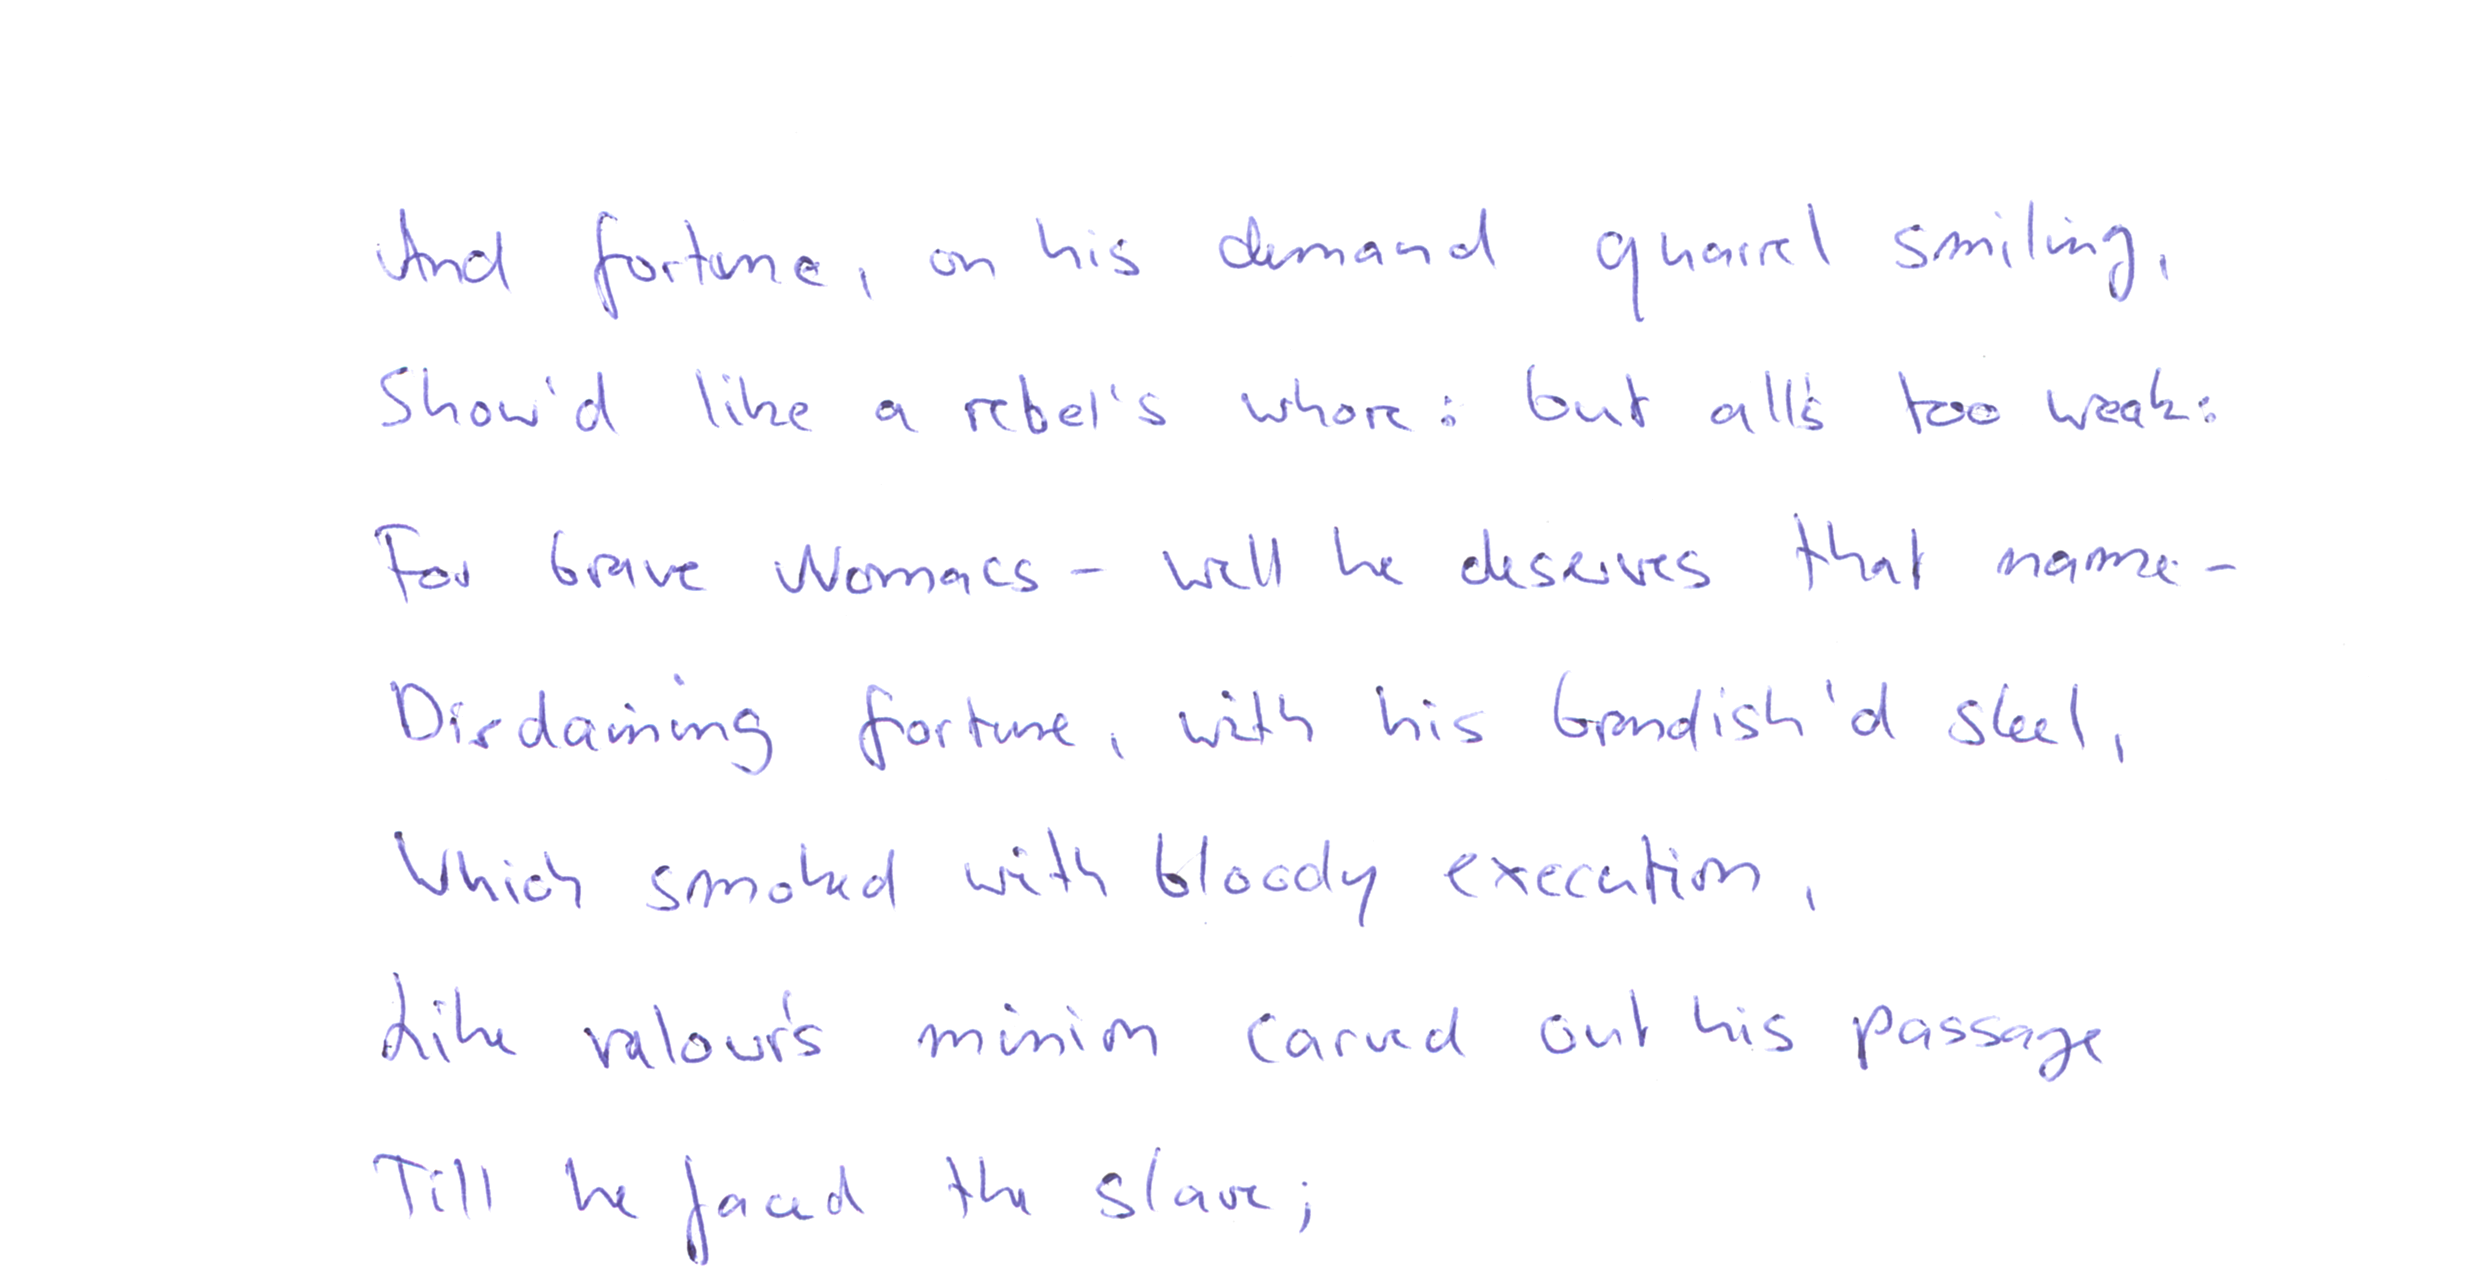 And fortune, on his demand quarrel smiling,
Show'd like a rebel's whore: but all's too weak:
For brave Womacs - well he deserves that name -
Disdaining fortune, with his brandish'd steel,
Which smoked with bloody execution,
Like valour's minion carved out his passage
Till he faced the slave;